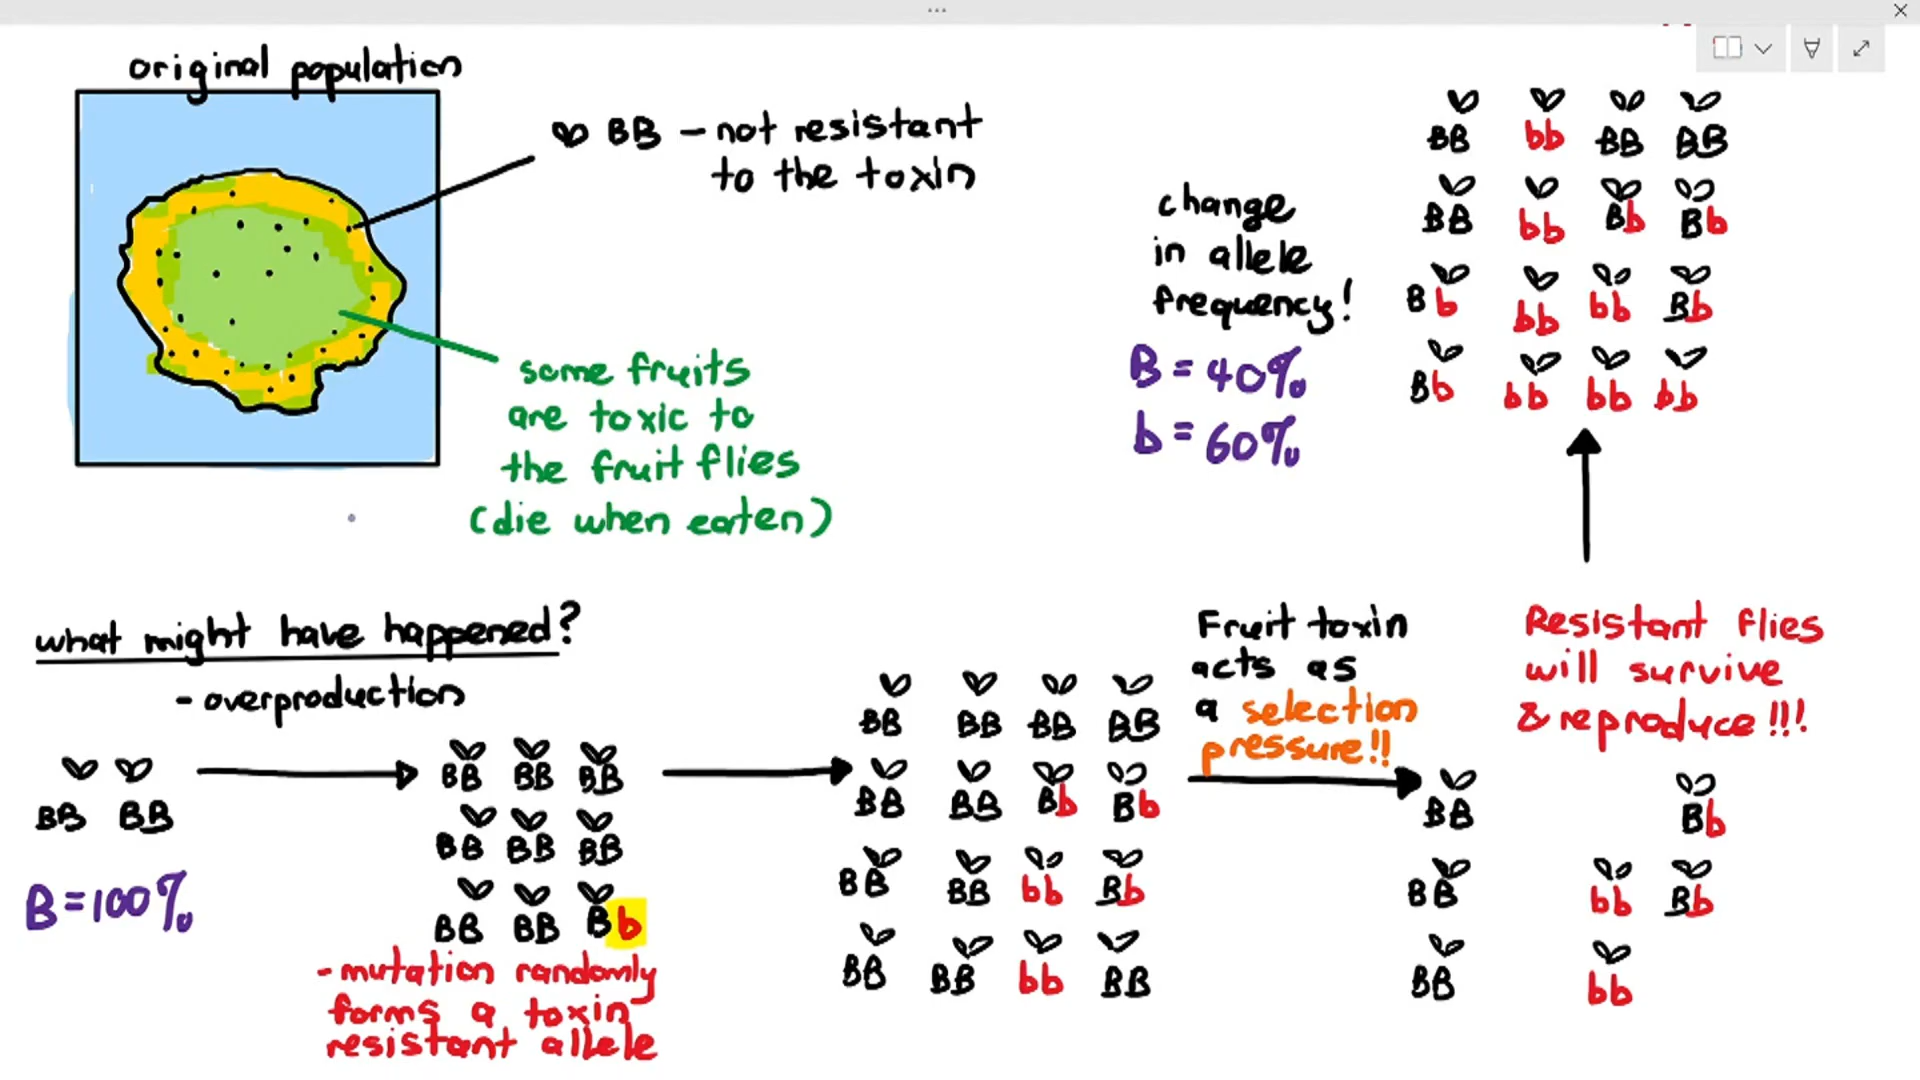 original population
BB - not resistant
to the toxin
some fruits
are toxic to
the fruit flies
(die when eaten)
change
in allele
frequency!
B = 40%
b = 60%
BB bb BB BB
BB bb Bb Bb
Bb bb bb Bb
Bb bb bb bb
what might have happened?
- overproduction
BB BB
B = 100%
BB BB BB
BB BB BB
BB BB Bb
- mutation randomly
forms a toxin
resistant allele
BB BB BB BB
BB BB Bb Bb
BB BB bb Bb
BB BB bb BB
Fruit toxin
acts as
a selection
pressure!!
Resistant flies
will survive
& reproduce!!!
BB Bb
BB bb Bb
BB bb